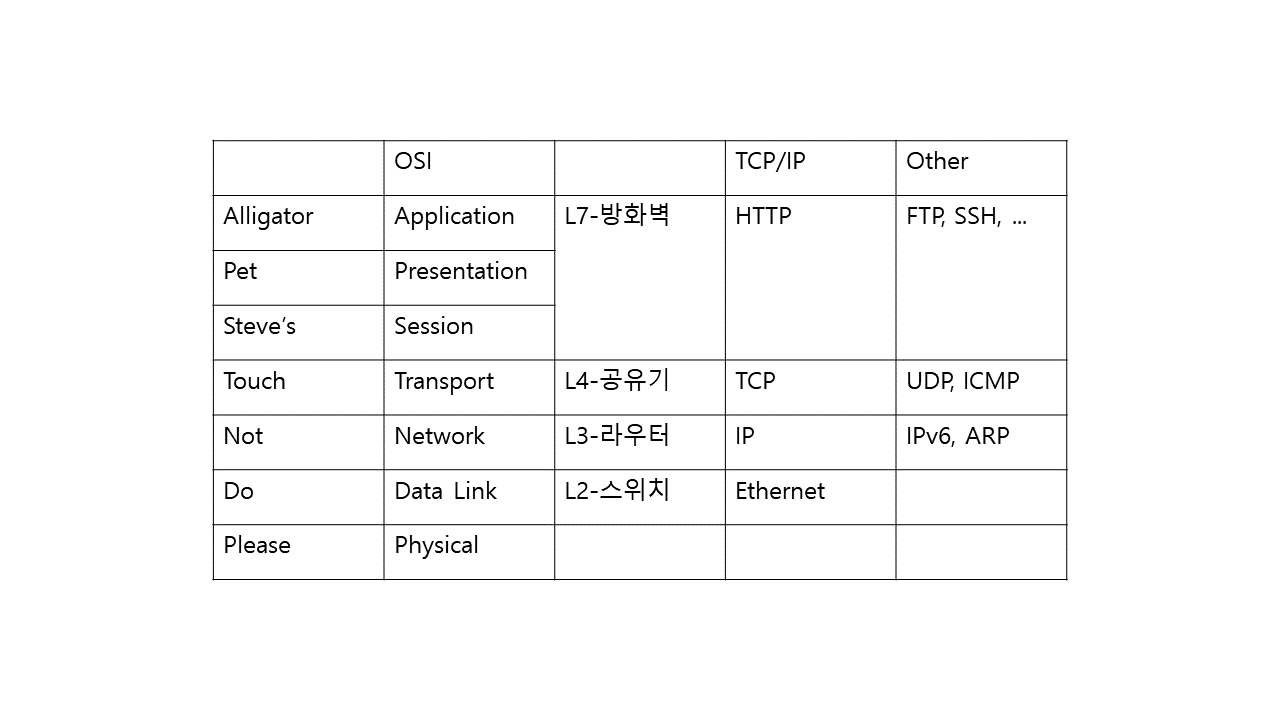 OSI TCP/IP Other
Alligator Application L7-방화벽 HTTP FTP, SSH, ...
Pet Presentation
Steve’s Session
Touch Transport L4-공유기 TCP UDP, ICMP
Not Network L3-라우터 IP IPv6, ARP
Do Data Link L2-스위치 Ethernet
Please Physical